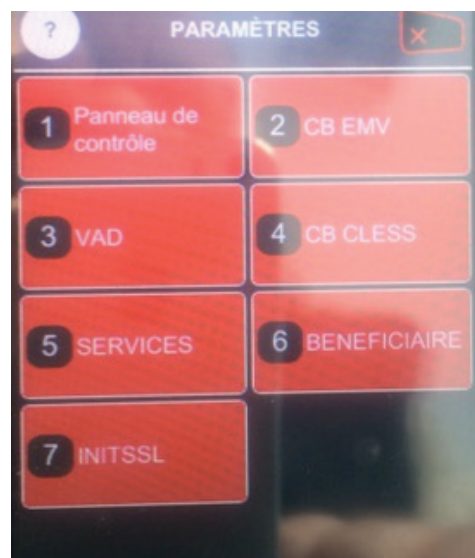 ? PARAMÈTRES X
1 Panneau de
contrôle
2 CB EMV
3 VAD
4 CB CLESS
5 SERVICES
6 BENEFICIAIRE
7 INITSSL